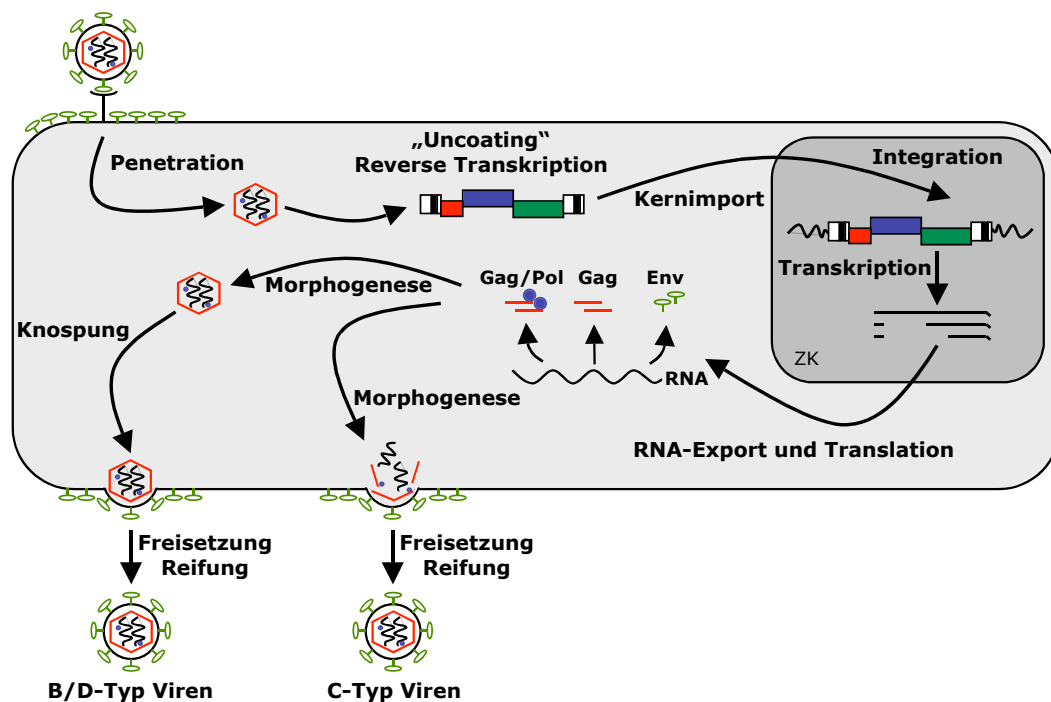 „Uncoating“
Reverse Transkription
Penetration
Integration
Kernimport
Gag/Pol Gag Env
Morphogenese
Transkription
Knospung
ZK
RNA
Morphogenese
RNA-Export und Translation
Freisetzung
Reifung
Freisetzung
Reifung
B/D-Typ Viren
C-Typ Viren